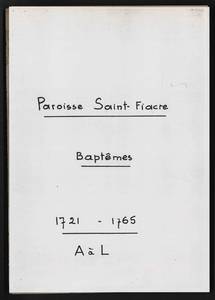 Paroisse Saint-Fiacre
Baptêmes
1721 - 1765
A à L